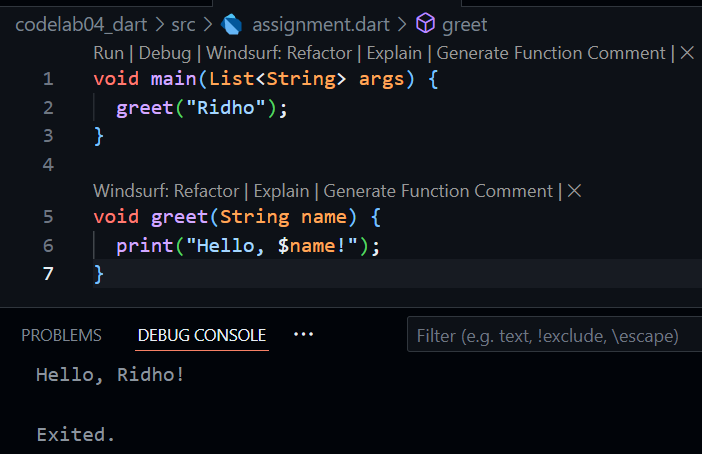 codelab04_dart > src > assignment.dart > greet
Run | Debug | Windsurf: Refactor | Explain | Generate Function Comment | ×
1 void main(List<String> args) {
2   greet("Ridho");
3 }
4
Windsurf: Refactor | Explain | Generate Function Comment | ×
5 void greet(String name) {
6   print("Hello, $name!");
7 }
PROBLEMS DEBUG CONSOLE ··· Filter (e.g. text, !exclude, \escape)
Hello, Ridho!
Exited.